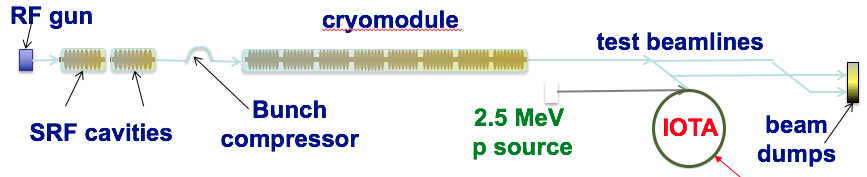 RF gun
cryomodule
test beamlines
SRF cavities
Bunch
compressor
2.5 MeV
p source
IOTA
beam
dumps